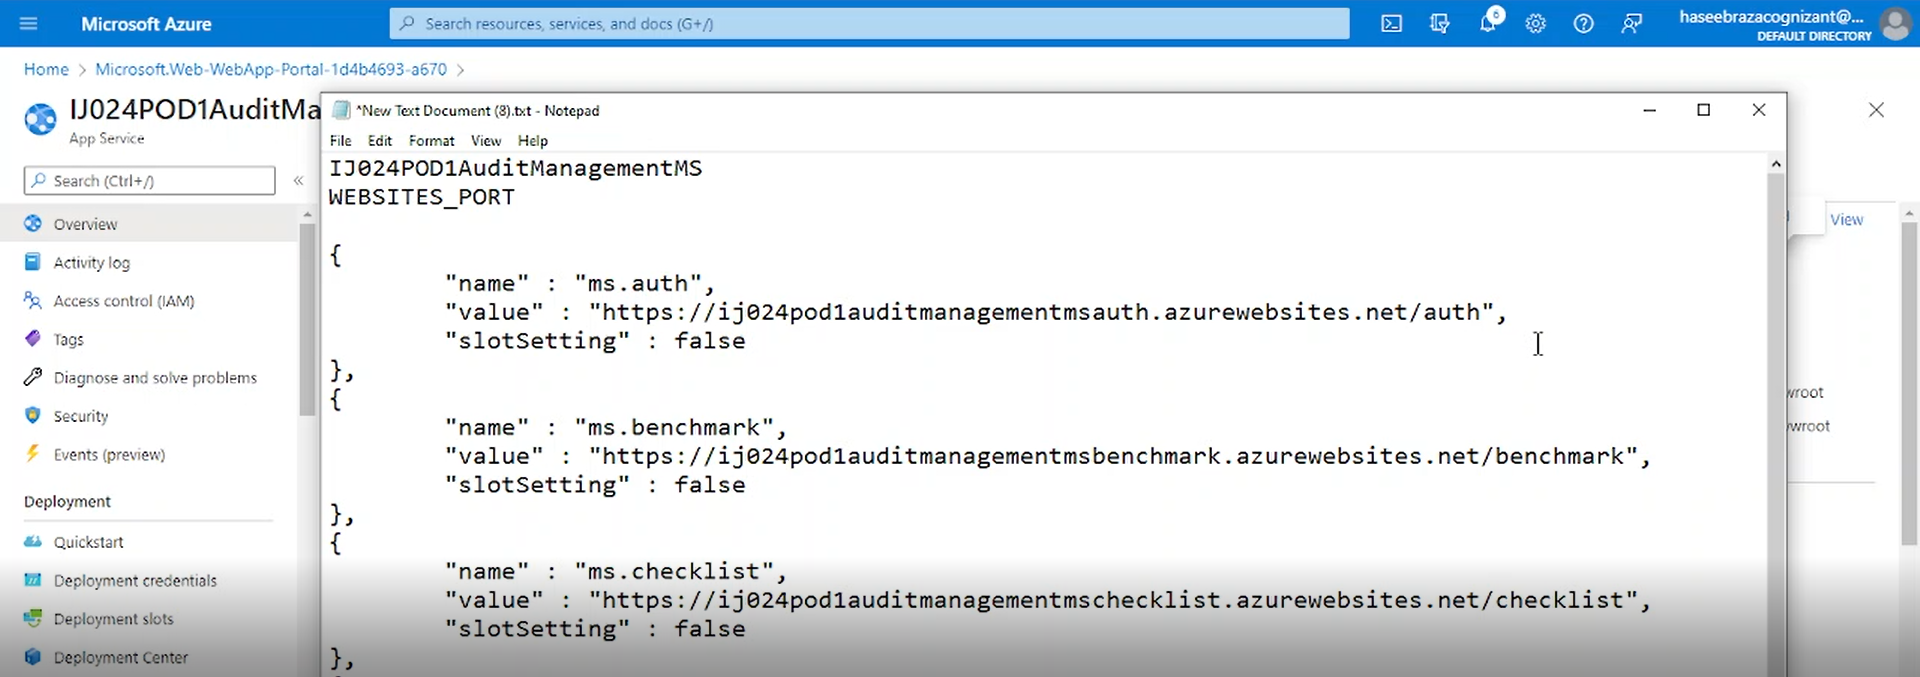 Microsoft Azure
Search resources, services, and docs (G+/)
6
haseebrazacognizant@...
DEFAULT DIRECTORY
Home > Microsoft.Web-WebApp-Portal-1d4b4693-a670 >
IJ024POD1AuditMa
App Service
Search (Ctrl+/)
«
Overview
Activity log
Access control (IAM)
Tags
Diagnose and solve problems
Security
Events (preview)
Deployment
Quickstart
Deployment credentials
Deployment slots
Deployment Center
*New Text Document (8).txt - Notepad
File Edit Format View Help
IJ024POD1AuditManagementMS
WEBSITES_PORT
{
"name" : "ms.auth",
"value" : "https://ij024pod1auditmanagementmsauth.azurewebsites.net/auth",
"slotSetting" : false
},
{
"name" : "ms.benchmark",
"value" : "https://ij024pod1auditmanagementmsbenchmark.azurewebsites.net/benchmark",
"slotSetting" : false
},
{
"name" : "ms.checklist",
"value" : "https://ij024pod1auditmanagementmschecklist.azurewebsites.net/checklist",
"slotSetting" : false
},
View
wroot
wroot